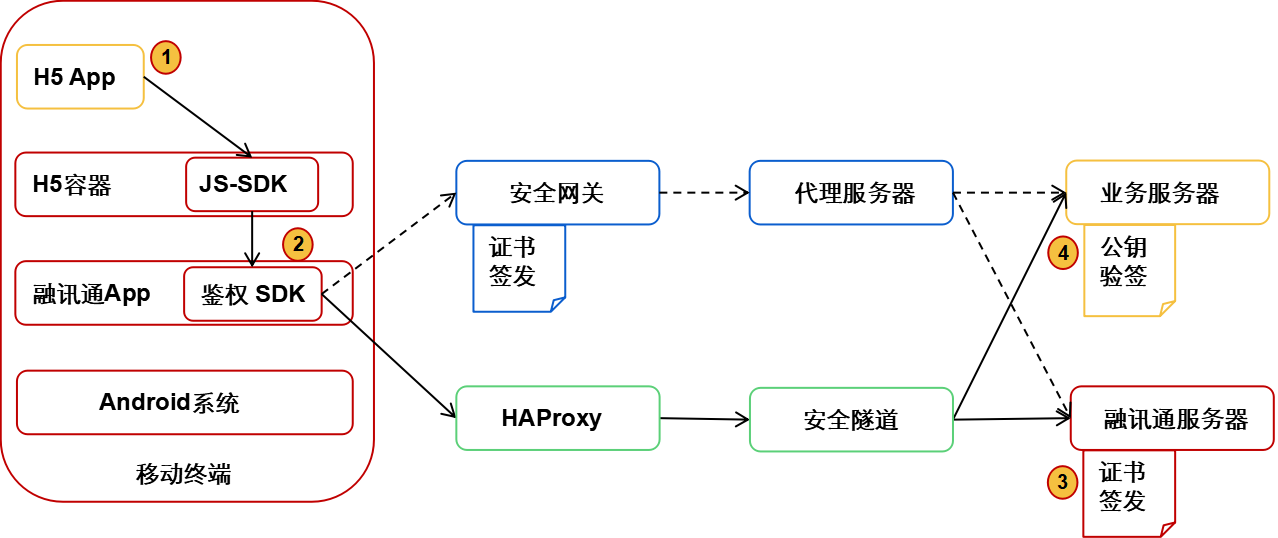 H5 App
1
H5容器
JS-SDK
2
融讯通App
鉴权 SDK
Android系统
移动终端
安全网关
证书
签发
代理服务器
业务服务器
4
公钥
验签
HAProxy
安全隧道
融讯通服务器
3
证书
签发